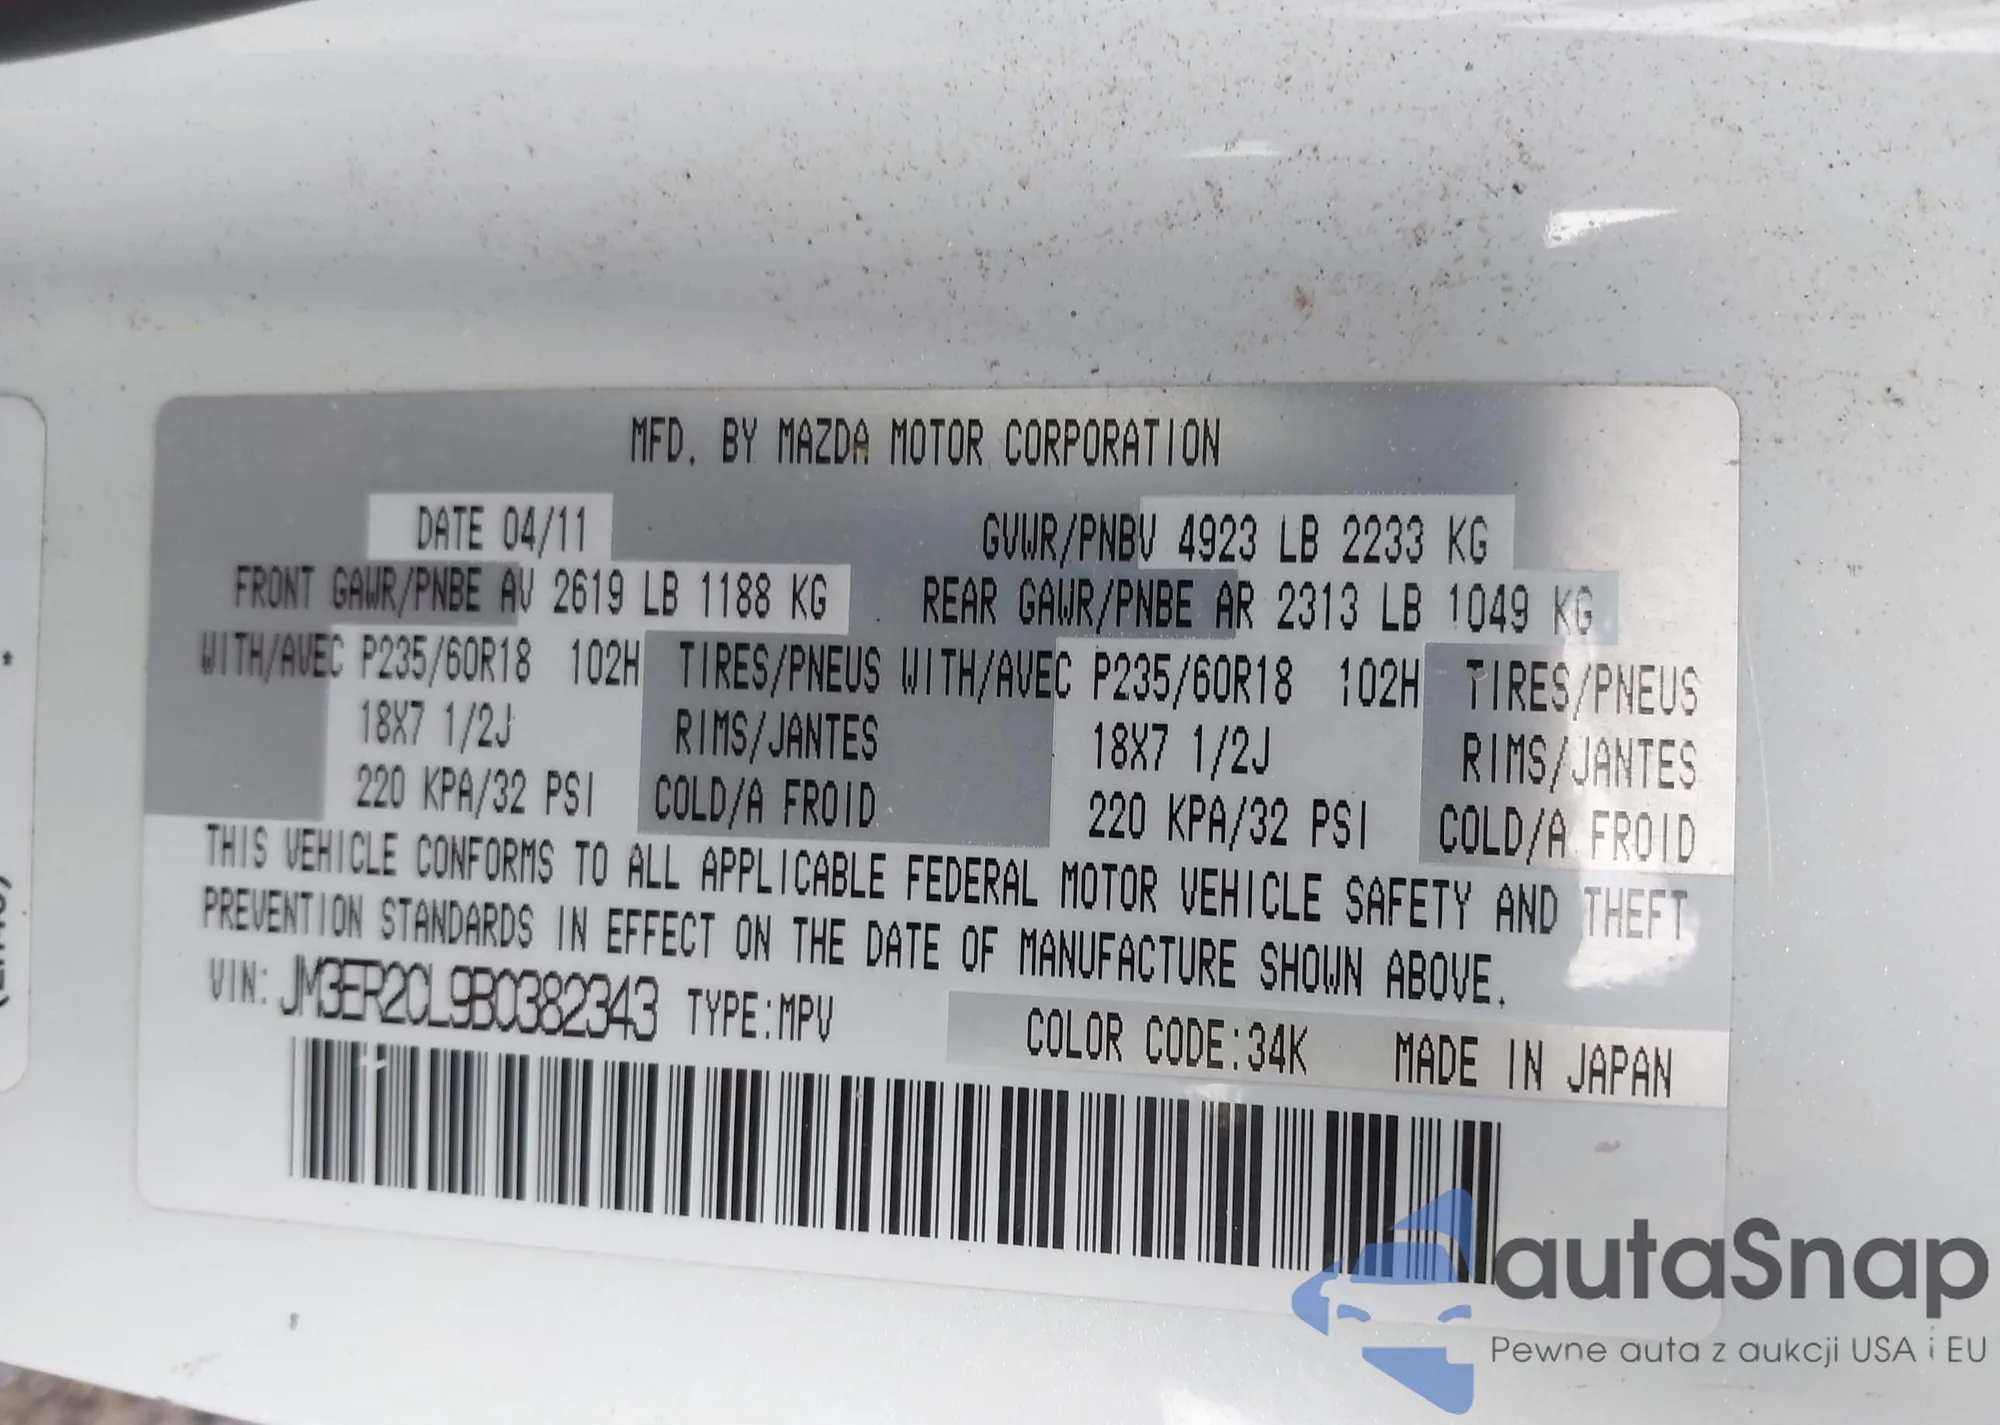 MFD. BY MAZDA MOTOR CORPORATION
DATE 04/11 GVWR/PNBV 4923 LB 2233 KG
FRONT GAWR/PNBE AV 2619 LB 1188 KG REAR GAWR/PNBE AR 2313 LB 1049 KG
WITH/AVEC P235/60R18 102H TIRES/PNEUS WITH/AVEC P235/60R18 102H TIRES/PNEUS
18X7 1/2J RIMS/JANTES 18X7 1/2J RIMS/JANTES
220 KPA/32 PSI COLD/A FROID 220 KPA/32 PSI COLD/A FROID
THIS VEHICLE CONFORMS TO ALL APPLICABLE FEDERAL MOTOR VEHICLE SAFETY AND THEFT
PREVENTION STANDARDS IN EFFECT ON THE DATE OF MANUFACTURE SHOWN ABOVE.
VIN: JM3ER2CL9B0382343 TYPE:MPV COLOR CODE:34K MADE IN JAPAN
autaSnap
Pewne auta z aukcji USA i EU